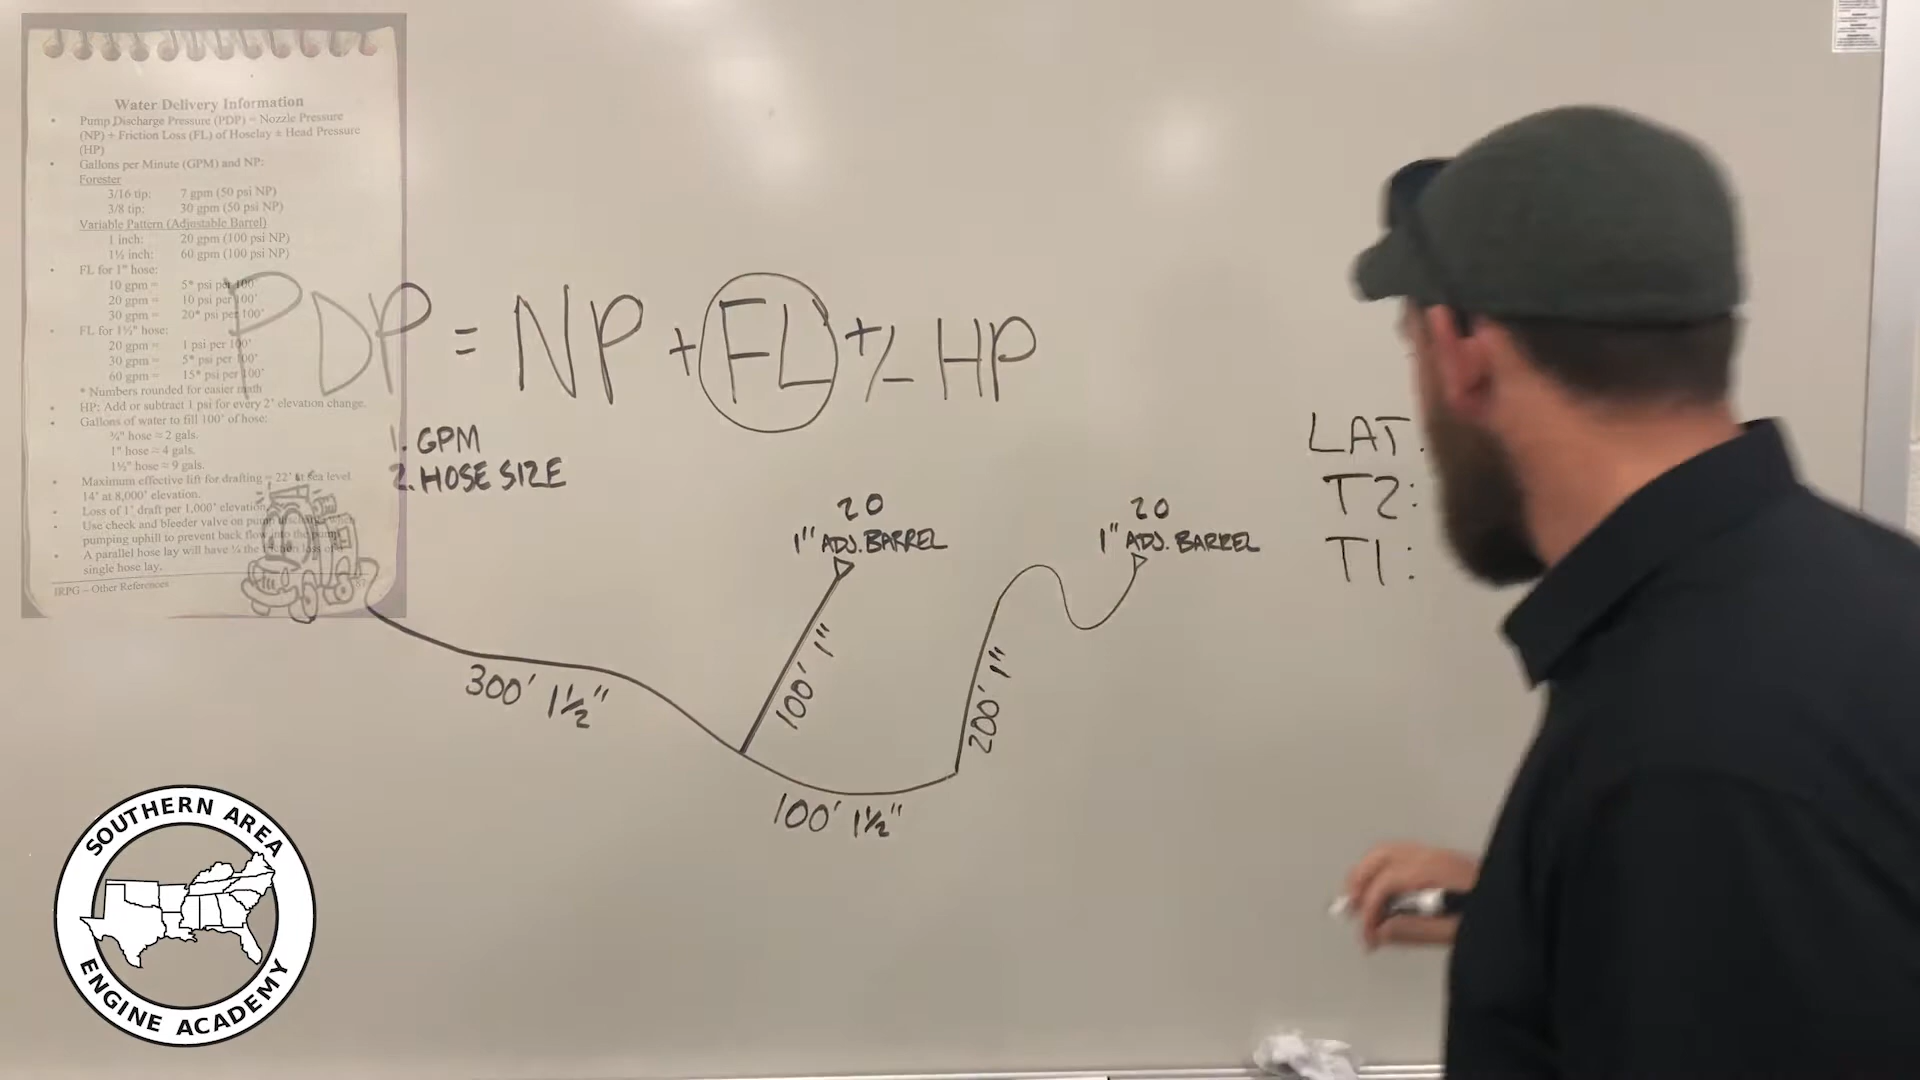 Water Delivery Information
• Pump Discharge Pressure (PDP) = Nozzle Pressure
(NP) + Friction Loss (FL) of Hoselay ± Head Pressure
(HP)
• Gallons per Minute (GPM) and NP:
Forester
3/16 tip: 7 gpm (50 psi NP)
3/8 tip: 30 gpm (50 psi NP)
Variable Pattern (Adjustable Barrel)
1 inch: 20 gpm (100 psi NP)
1½ inch: 60 gpm (100 psi NP)
• FL for 1" hose:
10 gpm = 5* psi per 100'
20 gpm = 10 psi per 100'
30 gpm = 20* psi per 100'
• FL for 1½" hose:
20 gpm = 1 psi per 100'
30 gpm = 5* psi per 100'
60 gpm = 15* psi per 100'
* Numbers rounded for easier math
• HP: Add or subtract 1 psi for every 2' elevation change.
• Gallons of water to fill 100' of hose:
¾" hose = 2 gals.
1" hose = 4 gals.
1½" hose = 9 gals.
• Maximum effective lift for drafting = 22' at sea level
14' at 8,000' elevation.
• Loss of 1' draft per 1,000' elevation
• Use check and bleeder valve on pump discharge when
pumping uphill to prevent back flow into the pump
• A parallel hose lay will have ¼ the friction loss of
single hose lay.
IRPG – Other References
87
PDP = NP + FL +/- HP
1. GPM
2. HOSE SIZE
LAT.
T2:
T1:
20
1" ADJ. BARREL
20
1" ADJ. BARREL
300' 1½"
100' 1"
200' 1"
100' 1½"
SOUTHERN AREA
ENGINE ACADEMY